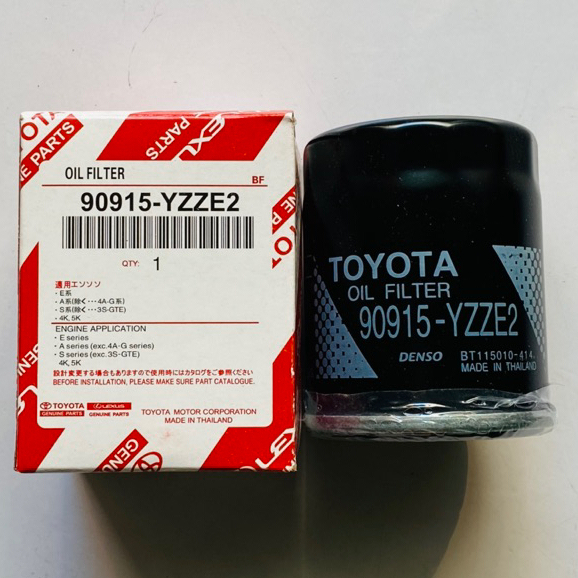 OIL FILTER
BF
90915-YZZE2
QTY: 1
適用エンソン
・E系
・A系(除く・・・4A-G系)
・S系(除く・・・3S-GTE)
・4K, 5K
ENGINE APPLICATION
・E series
・A series (exc.4A-G series)
・S series (exc.3S-GTE)
4K, 5K
設計変更する場合もありますので使用時にはカタログをご参照ください
BEFORE INSTALLATION, PLEASE MAKE SURE PART CATALOGUE.
TOYOTA
GENUINE PARTS
LEXUS
GENUINE PARTS
TOYOTA MOTOR CORPORATION
MADE IN THAILAND
TOYOTA
OIL FILTER
90915-YZZE2
DENSO
BT115010-414
MADE IN THAILAND
PARTS
PARTS